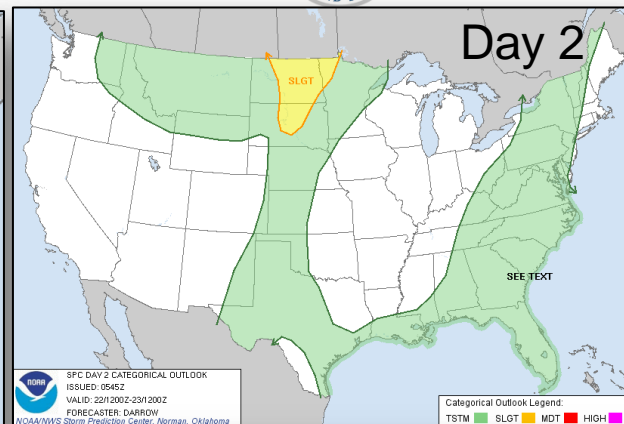 Day 2
SLGT
SEE TEXT
NOAA
SPC DAY 2 CATEGORICAL OUTLOOK
ISSUED: 0545Z
VALID: 22/1200Z-23/1200Z
FORECASTER: DARROW
NOAA/NWS Storm Prediction Center, Norman, Oklahoma
Categorical Outlook Legend:
TSTM SLGT MDT HIGH